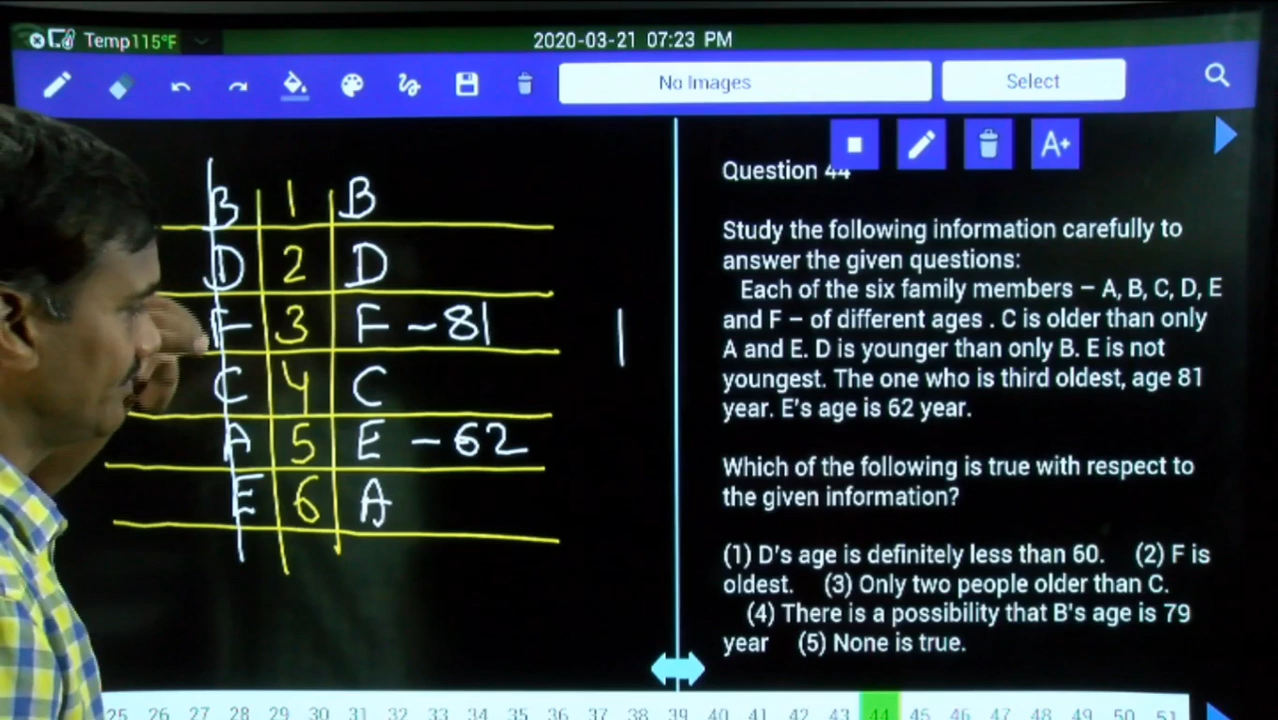 Temp115°F
2020-03-21 07:23 PM
No Images
Select
A+
B 1 B
D 2 D
F 3 F - 81
C 4 C
A 5 E - 62
E 6 A
Question 44
Study the following information carefully to
answer the given questions:
Each of the six family members – A, B, C, D, E
and F – of different ages . C is older than only
A and E. D is younger than only B. E is not
youngest. The one who is third oldest, age 81
year. E's age is 62 year.
Which of the following is true with respect to
the given information?
(1) D's age is definitely less than 60. (2) F is
oldest. (3) Only two people older than C.
(4) There is a possibility that B's age is 79
year (5) None is true.
25 26 27 28 29 30 31 32 33 34 35 36 37 38 39 40 41 42 43 44 45 46 47 48 49 50 51